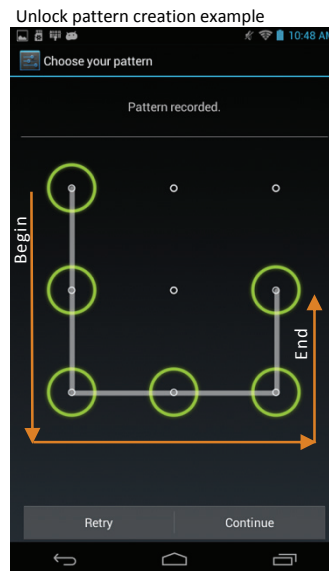 Unlock pattern creation example
10:48 AM
Choose your pattern
Pattern recorded.
Begin
End
Retry
Continue